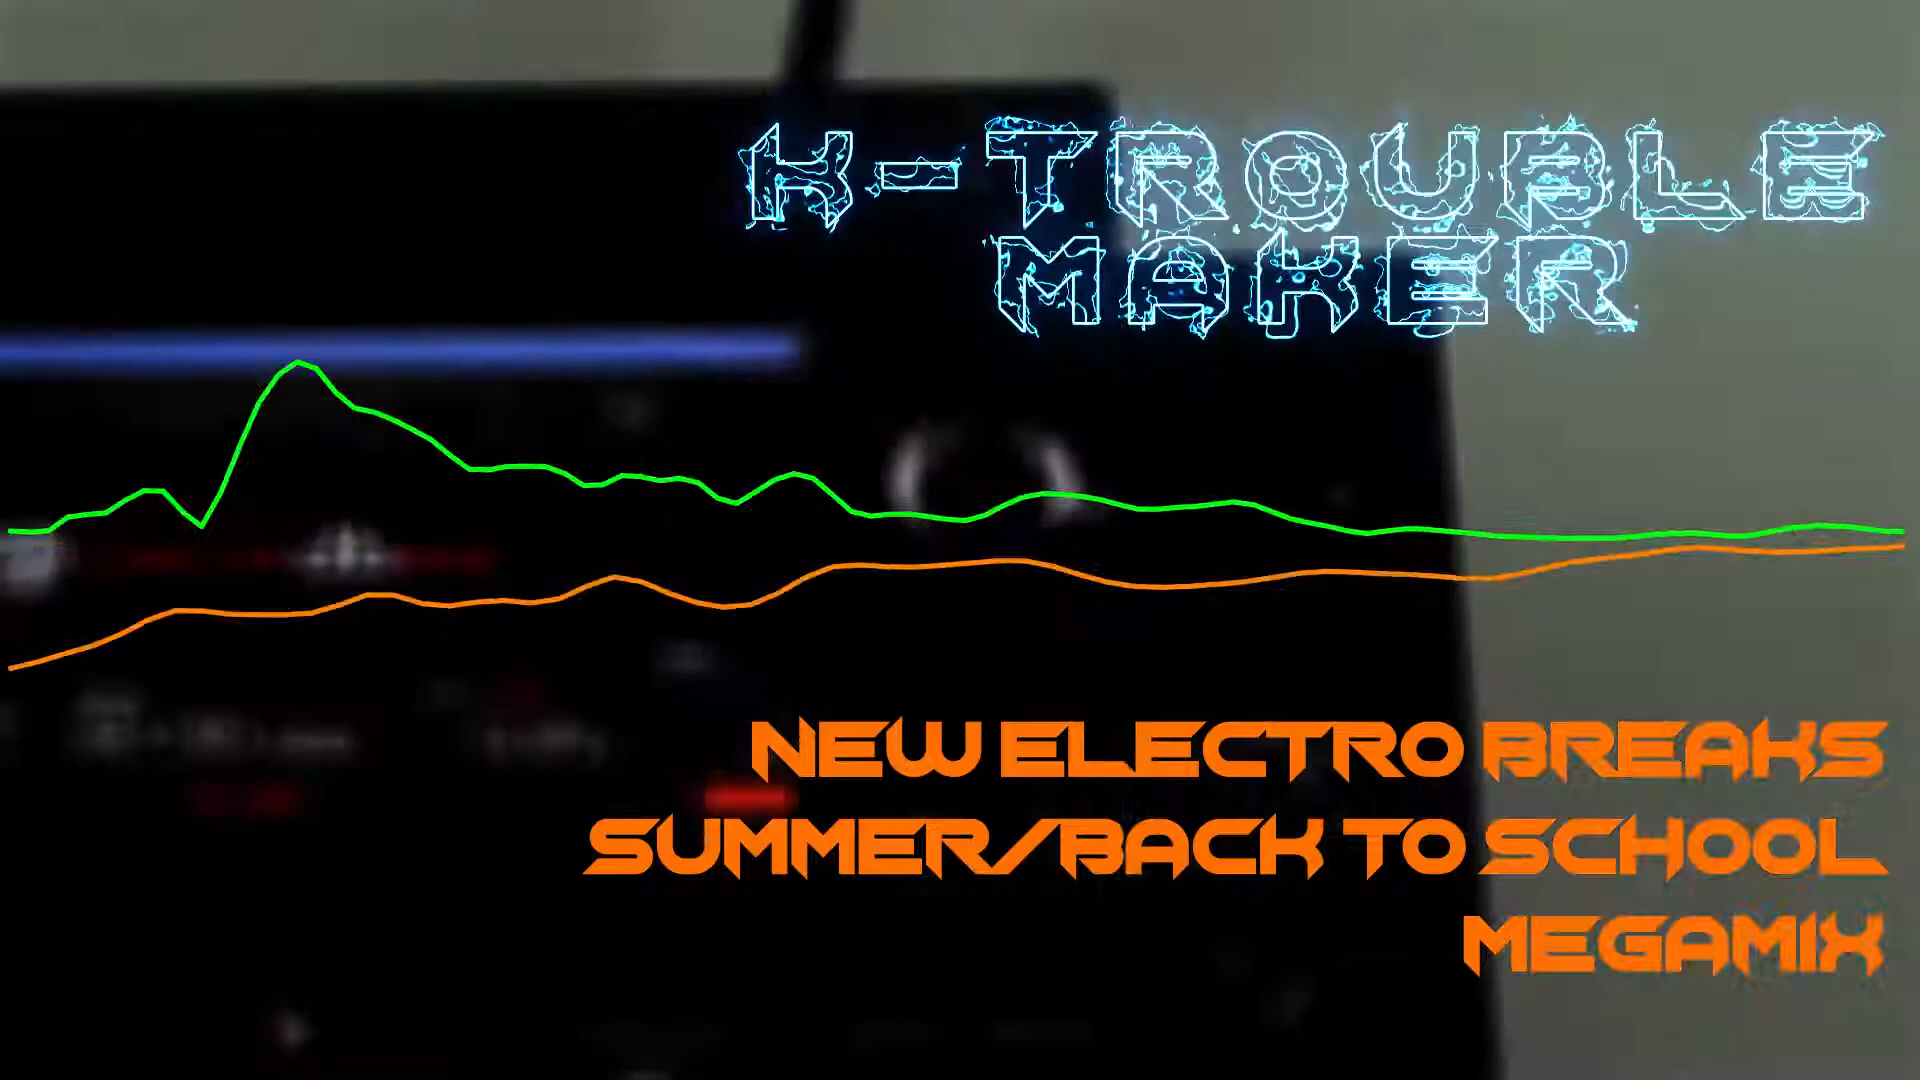 K-TROUBLE
MAKER
NEW ELECTRO BREAKS
SUMMER/BACK TO SCHOOL
MEGAMIX